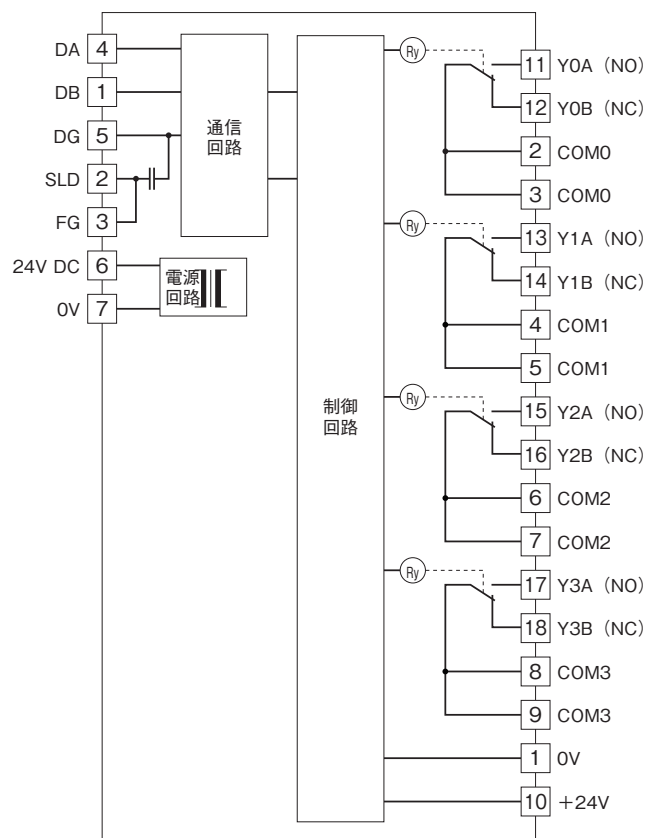 DA 4
DB 1
DG 5
SLD 2
FG 3
24V DC 6
0V 7
通信
回路
電源
回路
制御
回路
Ry
11 Y0A (NO)
12 Y0B (NC)
2 COM0
3 COM0
Ry
13 Y1A (NO)
14 Y1B (NC)
4 COM1
5 COM1
Ry
15 Y2A (NO)
16 Y2B (NC)
6 COM2
7 COM2
Ry
17 Y3A (NO)
18 Y3B (NC)
8 COM3
9 COM3
1 0V
10 +24V